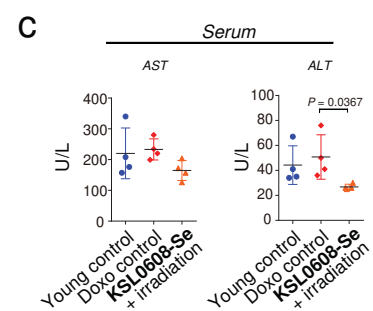 C
Serum
AST
ALT
U/L
400
300
200
100
0
Young control
Doxo control
KSL0608-Se
+ irradiation
U/L
100
80
60
40
20
0
P = 0.0367
Young control
Doxo control
KSL0608-Se
+ irradiation